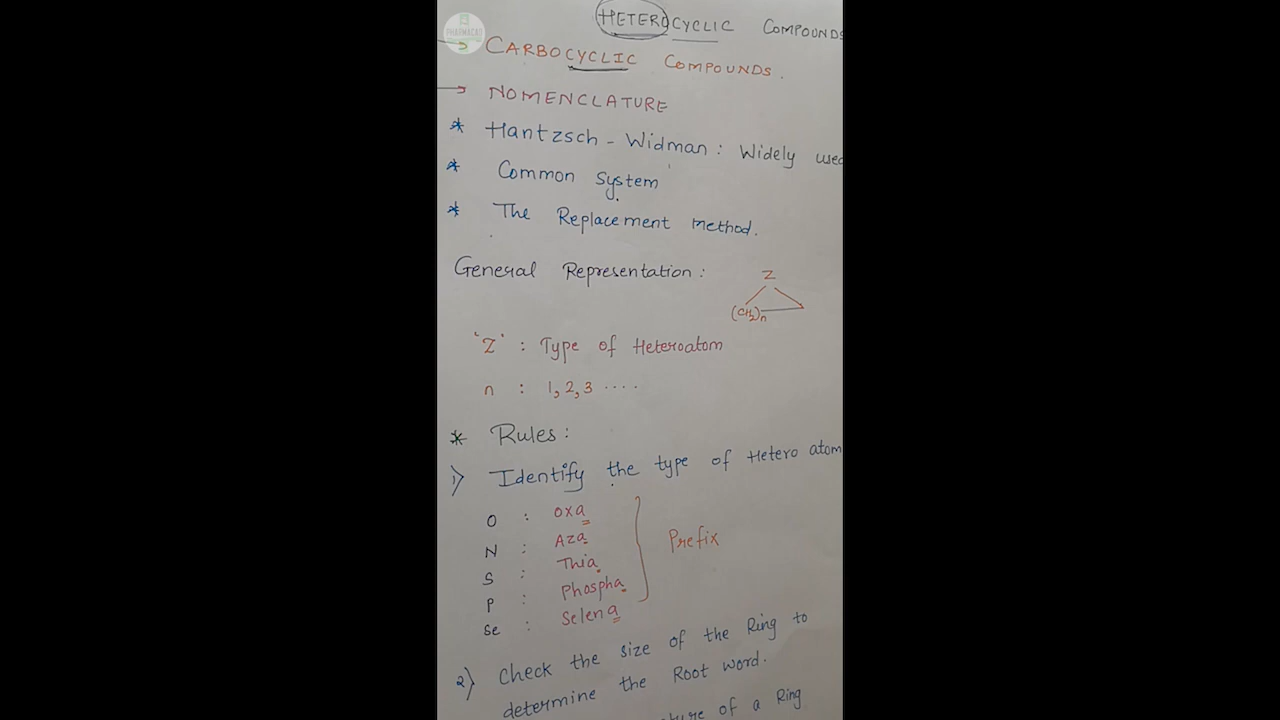 HETEROCYCLIC COMPOUNDS
PHARMACAD
CARBOCYCLIC COMPOUNDS.
→ NOMENCLATURE
* Hantzsch - Widman : Widely used
* Common System
* The Replacement method.
General Representation :
Z
(CH₂)n
'Z' : Type of Heteroatom
n : 1, 2, 3 ....
* Rules :
1) Identify the type of Hetero atom
O : oxa
N : Aza
S : Thia
P : Phospha
Se : Selena
Prefix
2) Check the size of the Ring to
determine the Root word.
of a Ring